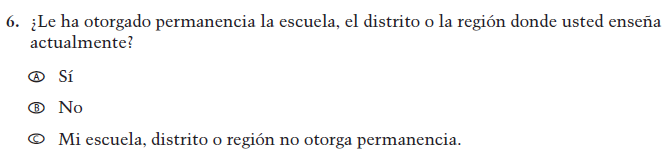 6. ¿Le ha otorgado permanencia la escuela, el distrito o la región donde usted enseña
actualmente?
Ⓐ Sí
Ⓑ No
Ⓒ Mi escuela, distrito o región no otorga permanencia.